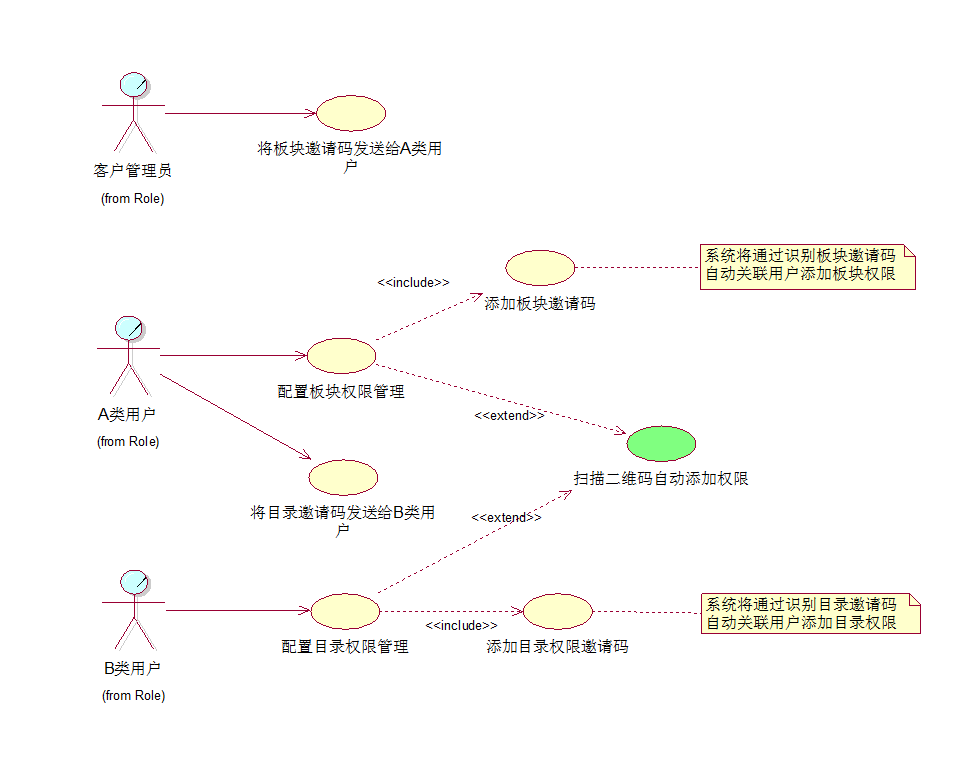 将板块邀请码发送给A类用
户
客户管理员
(from Role)
系统将通过识别板块邀请码
自动关联用户添加板块权限
<<include>>
添加板块邀请码
配置板块权限管理
A类用户
(from Role)
<<extend>>
扫描二维码自动添加权限
将目录邀请码发送给B类用
户
<<extend>>
系统将通过识别目录邀请码
自动关联用户添加目录权限
<<include>>
配置目录权限管理
添加目录权限邀请码
B类用户
(from Role)